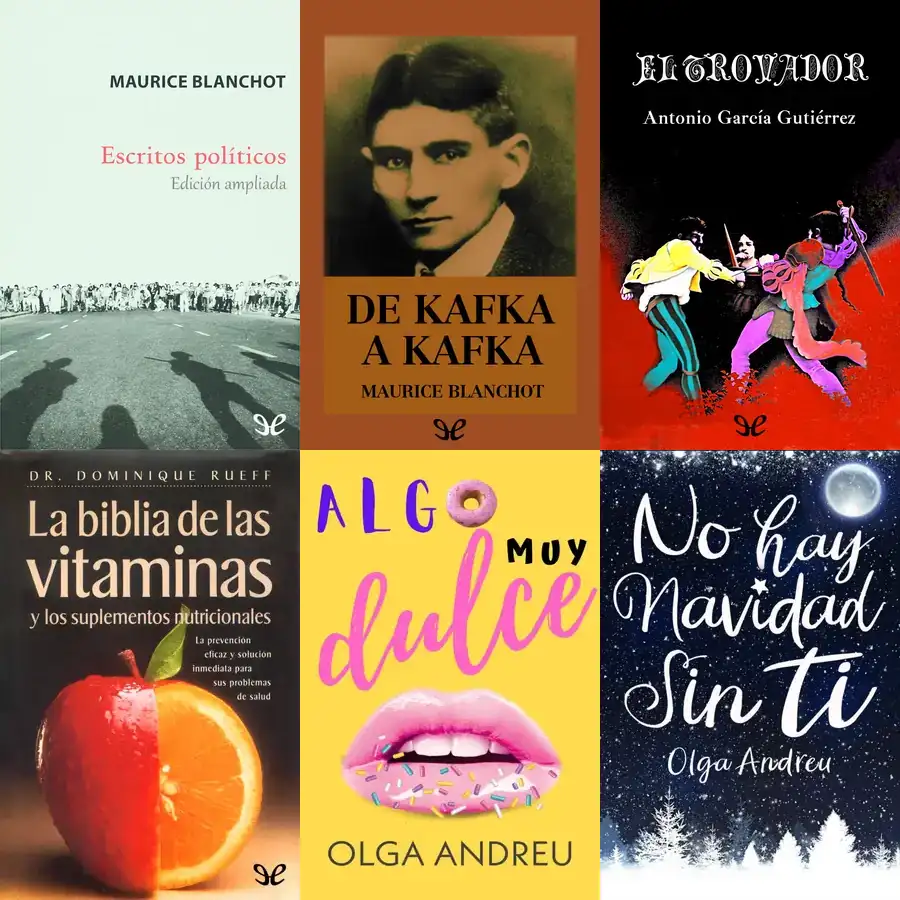 MAURICE BLANCHOT
Escritos políticos
Edición ampliada
DE KAFKA
A KAFKA
MAURICE BLANCHOT
EL TROVADOR
Antonio García Gutiérrez
DR. DOMINIQUE RUEFF
La biblia de las
vitaminas
y los suplementos nutricionales
La prevención
eficaz y solución
inmediata para
sus problemas
de salud
ALGO
MUY
dulce
OLGA ANDREU
No hay
Navidad
Sin ti
Olga Andreu